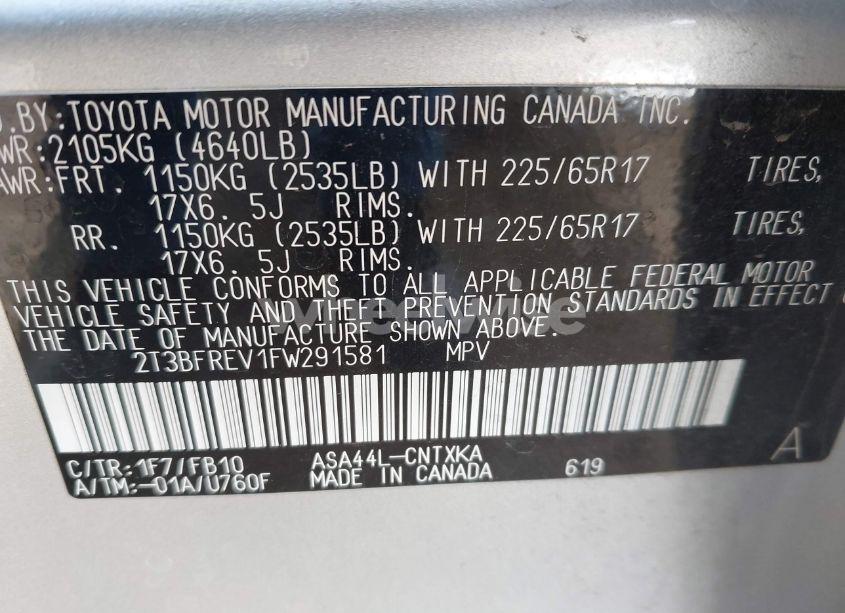 D. BY: TOYOTA MOTOR MANUFACTURING CANADA INC.
WR: 2105KG (4640LB)
AWR: FRT. 1150KG (2535LB) WITH 225/65R17 TIRES,
17X6. 5J RIMS.
RR. 1150KG (2535LB) WITH 225/65R17 TIRES,
17X6. 5J RIMS.
THIS VEHICLE CONFORMS TO ALL APPLICABLE FEDERAL MOTOR
VEHICLE SAFETY AND THEFT PREVENTION STANDARDS IN EFFECT
THE DATE OF MANUFACTURE SHOWN ABOVE.
2T3BFREV1FW291581 MPV
C/TR: 1F7/FB10 ASA44L-CNTXKA 619 A
A/TM: -01A/U760F MADE IN CANADA